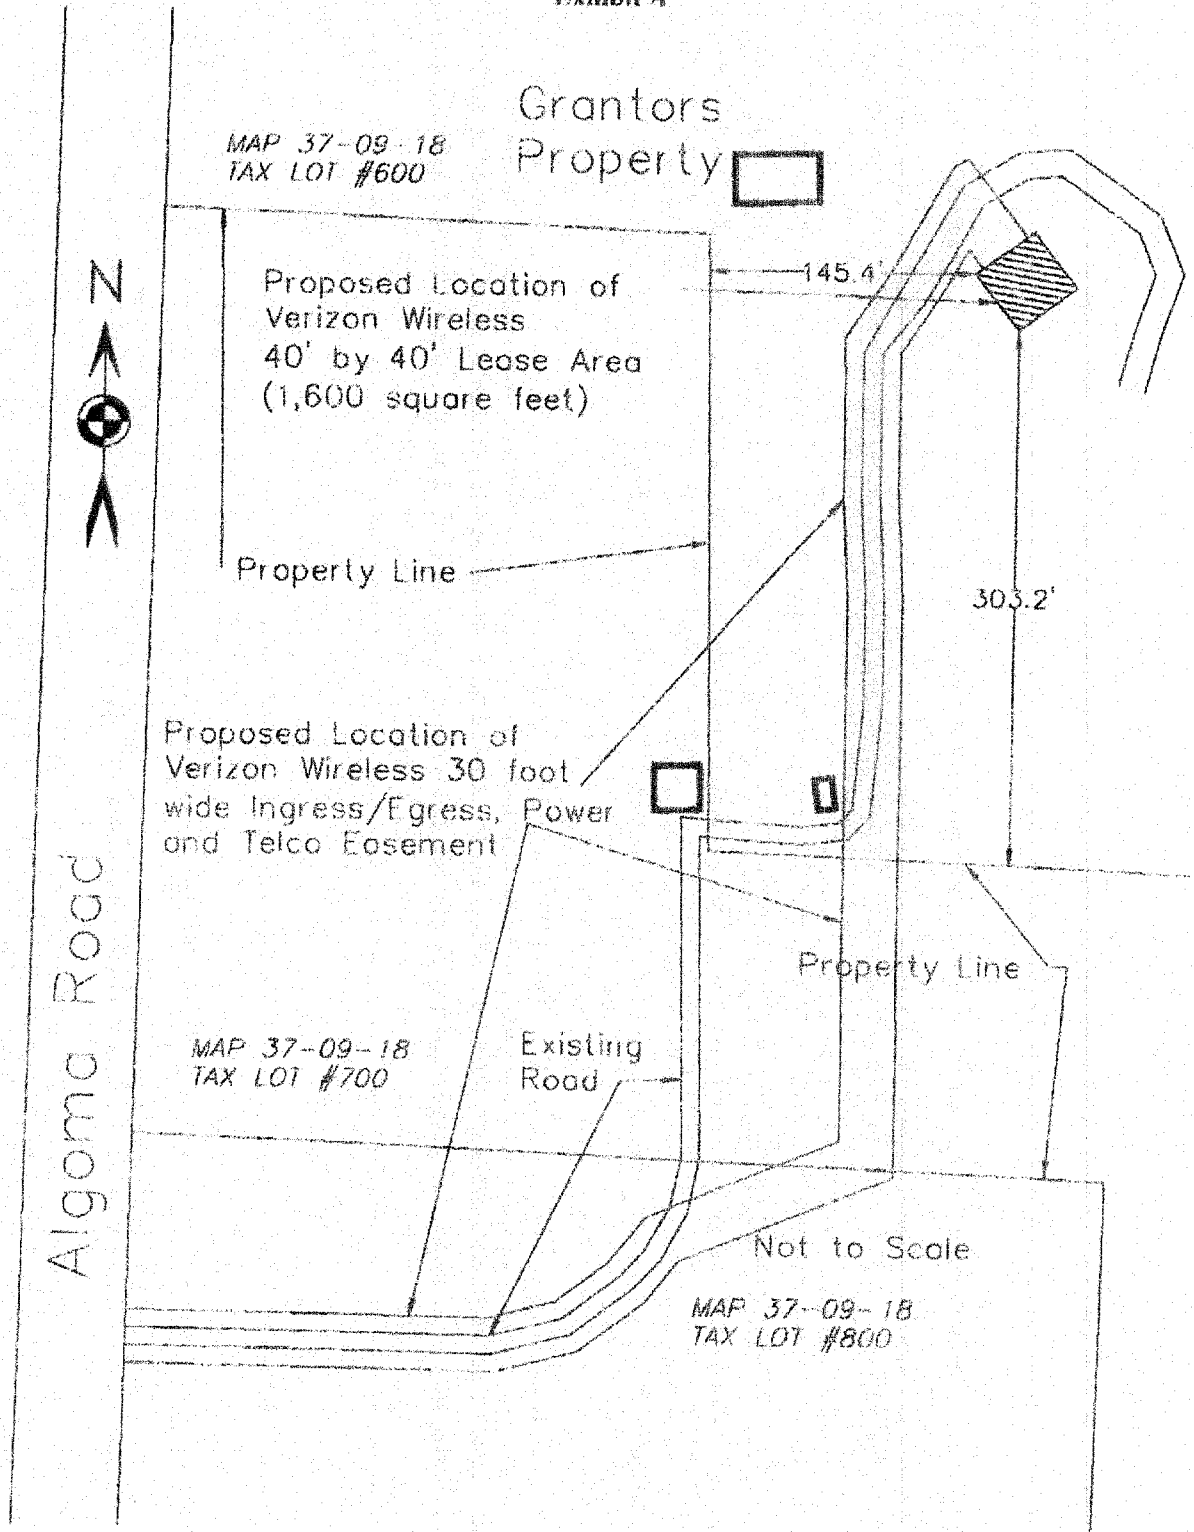 Grantors
Property
MAP 37-09-18
TAX LOT #600
N
145.4'
Proposed Location of
Verizon Wireless
40' by 40' Lease Area
(1,600 square feet)
Property Line
303.2'
Proposed Location of
Verizon Wireless 30 foot
wide Ingress/Egress, Power
and Telco Easement
Algoma Road
Property Line
MAP 37-09-18
TAX LOT #700
Existing
Road
Not to Scale
MAP 37-09-18
TAX LOT #800